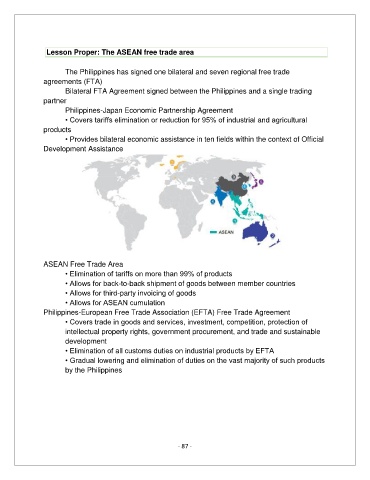 Lesson Proper: The ASEAN free trade area
The Philippines has signed one bilateral and seven regional free trade
agreements (FTA)
Bilateral FTA Agreement signed between the Philippines and a single trading
partner
Philippines-Japan Economic Partnership Agreement
• Covers tariffs elimination or reduction for 95% of industrial and agricultural
products
• Provides bilateral economic assistance in ten fields within the context of Official
Development Assistance
ASEAN
ASEAN Free Trade Area
• Elimination of tariffs on more than 99% of products
• Allows for back-to-back shipment of goods between member countries
• Allows for third-party invoicing of goods
• Allows for ASEAN cumulation
Philippines-European Free Trade Association (EFTA) Free Trade Agreement
• Covers trade in goods and services, investment, competition, protection of
intellectual property rights, government procurement, and trade and sustainable
development
• Elimination of all customs duties on industrial products by EFTA
• Gradual lowering and elimination of duties on the vast majority of such products
by the Philippines
- 87 -